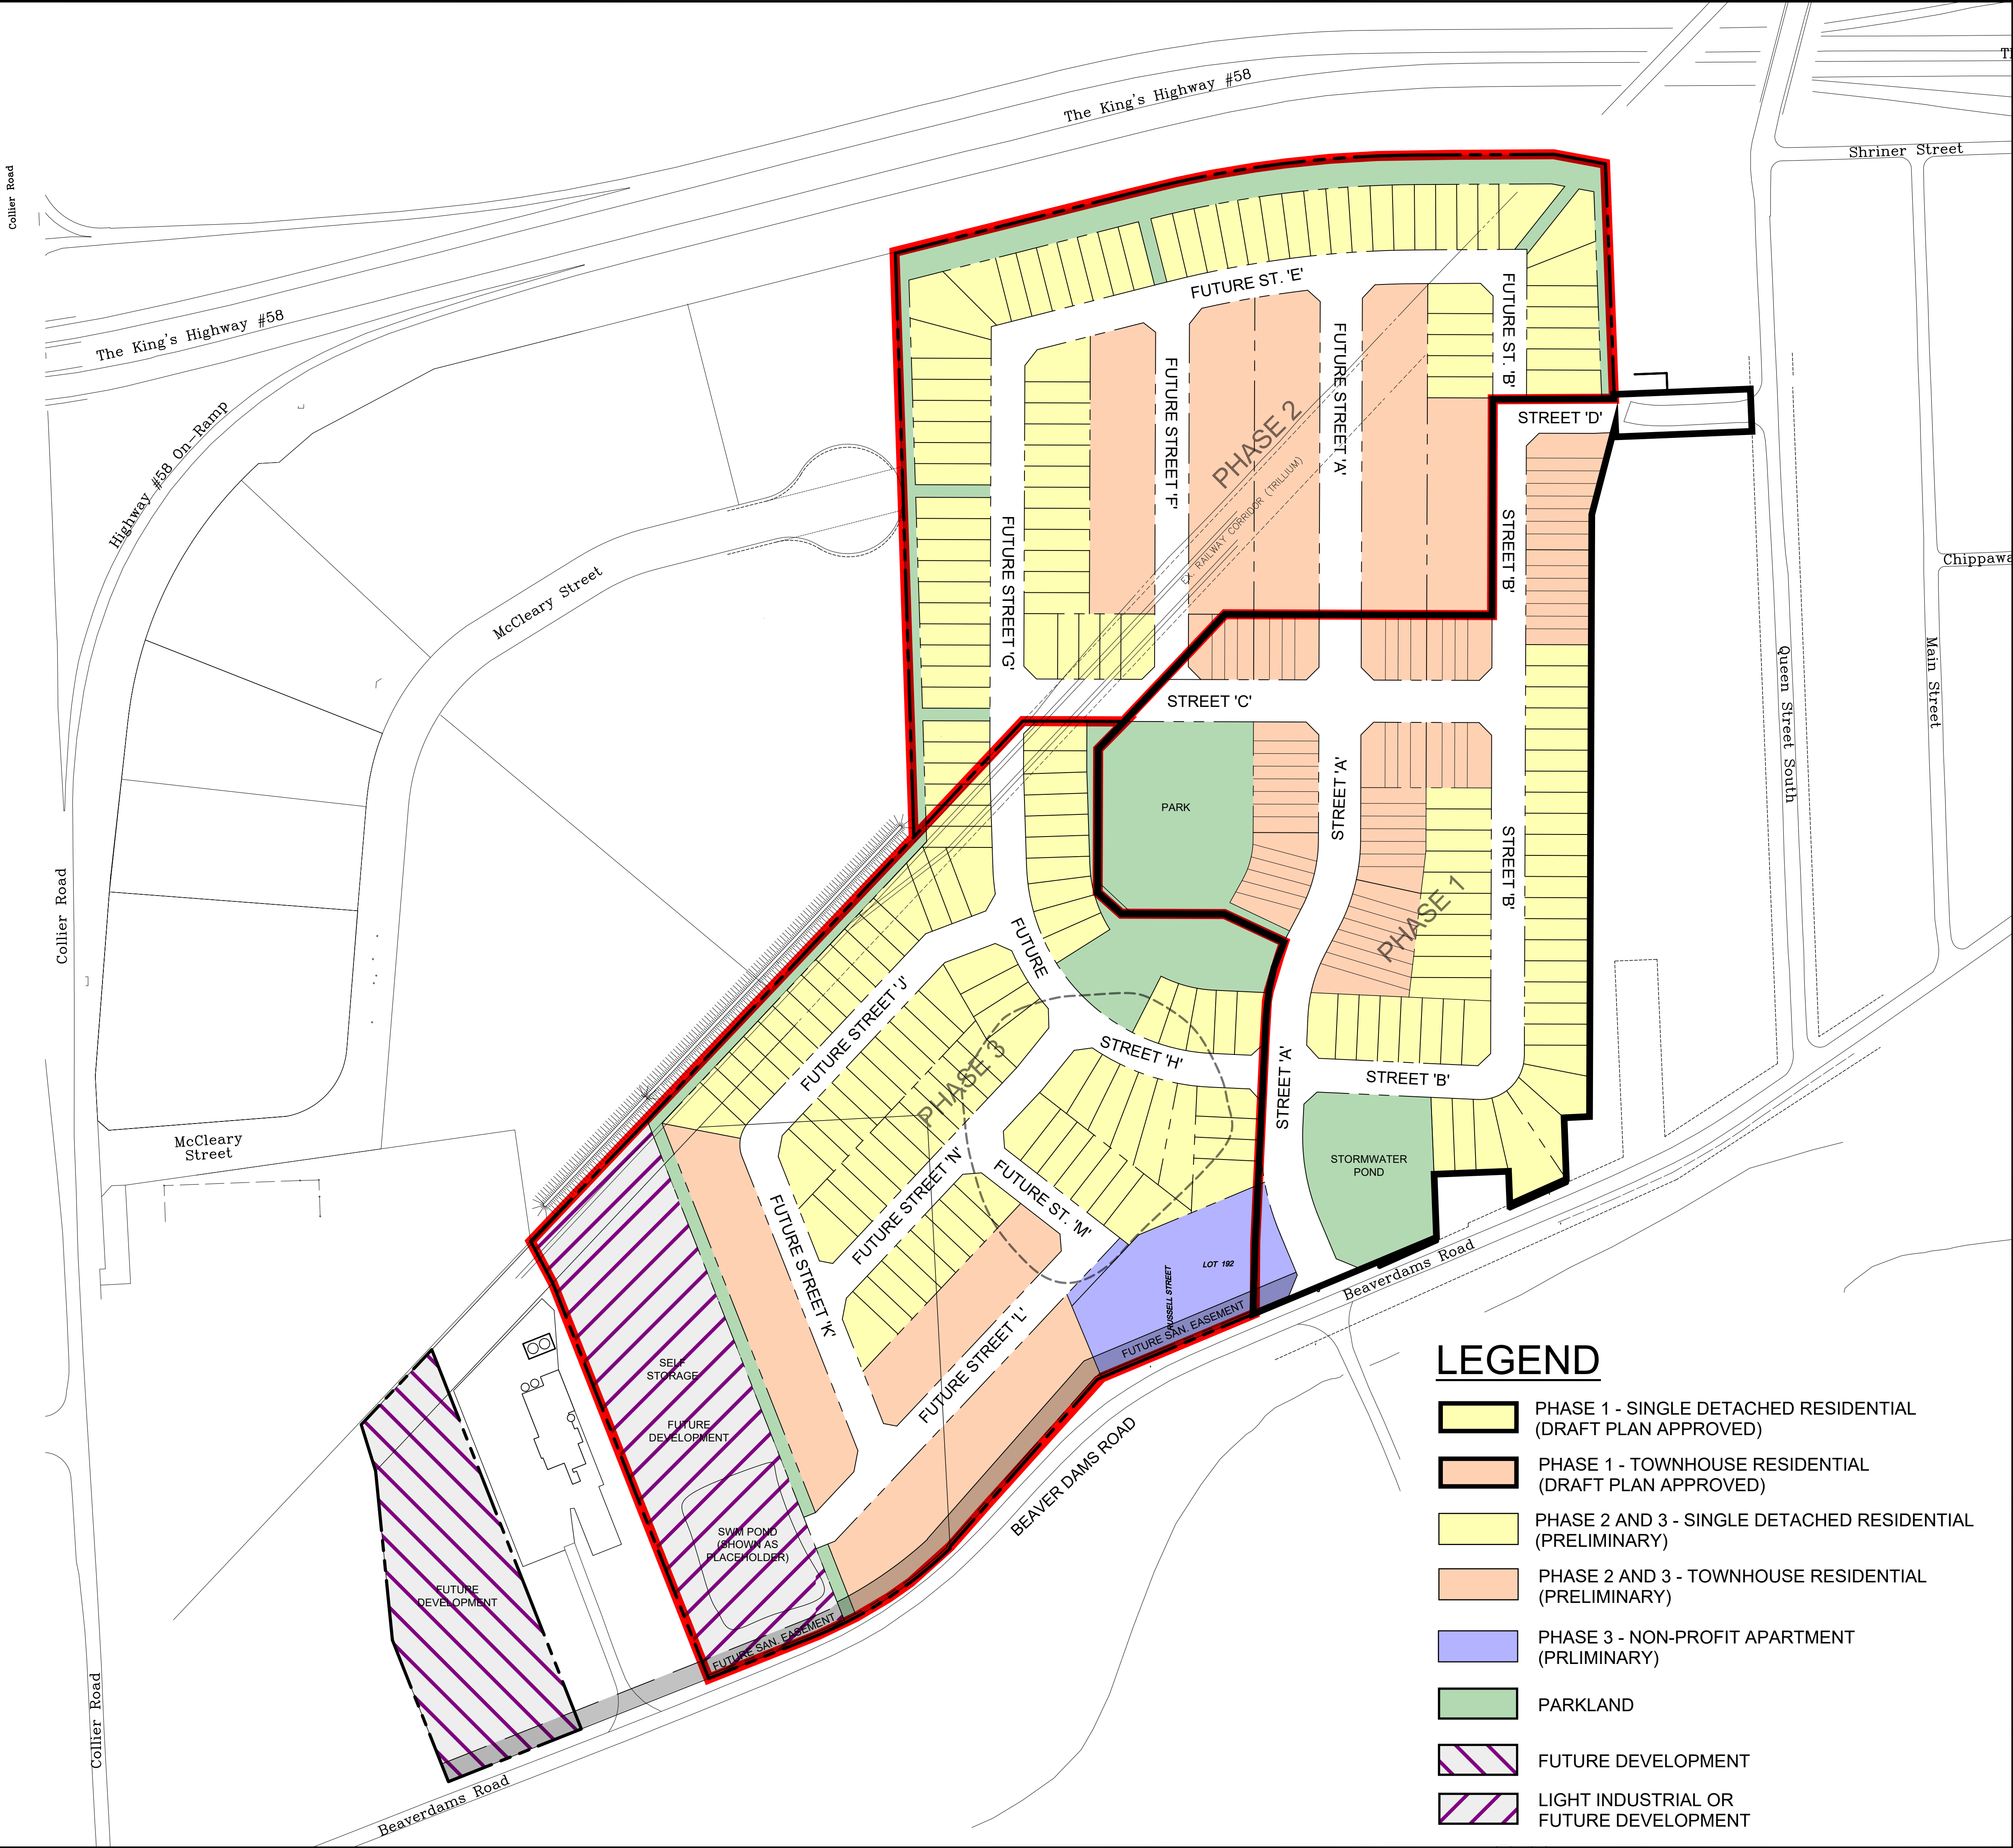 The King's Highway #58
Th
Shriner Street
Collier Road
The King's Highway #58
FUTURE ST. 'E'
FUTURE ST. 'B'
FUTURE STREET 'F'
FUTURE STREET 'A'
PHASE 2
STREET 'D'
Highway #58 On-Ramp
EX. RAILWAY CORRIDOR (TRILLIUM)
FUTURE STREET 'G'
STREET 'B'
Chippawa
McCleary Street
STREET 'C'
Queen Street South
Main Street
PARK
STREET 'A'
STREET 'B'
PHASE 1
Collier Road
FUTURE
STREET 'H'
FUTURE STREET 'J'
PHASE 3
STREET 'A'
STREET 'B'
McCleary
Street
STORMWATER
POND
FUTURE STREET 'N'
FUTURE ST. 'M'
FUTURE STREET 'K'
LOT 192
RUSSELL STREET
FUTURE SAN. EASEMENT
Beaverdams Road
SELF
STORAGE
FUTURE
DEVELOPMENT
FUTURE STREET 'L'
BEAVER DAMS ROAD
SWM POND
(SHOWN AS
PLACEHOLDER)
FUTURE
DEVELOPMENT
FUTURE SAN. EASEMENT
Collier Road
Beaverdams Road
LEGEND
PHASE 1 - SINGLE DETACHED RESIDENTIAL
(DRAFT PLAN APPROVED)
PHASE 1 - TOWNHOUSE RESIDENTIAL
(DRAFT PLAN APPROVED)
PHASE 2 AND 3 - SINGLE DETACHED RESIDENTIAL
(PRELIMINARY)
PHASE 2 AND 3 - TOWNHOUSE RESIDENTIAL
(PRELIMINARY)
PHASE 3 - NON-PROFIT APARTMENT
(PRLIMINARY)
PARKLAND
FUTURE DEVELOPMENT
LIGHT INDUSTRIAL OR
FUTURE DEVELOPMENT